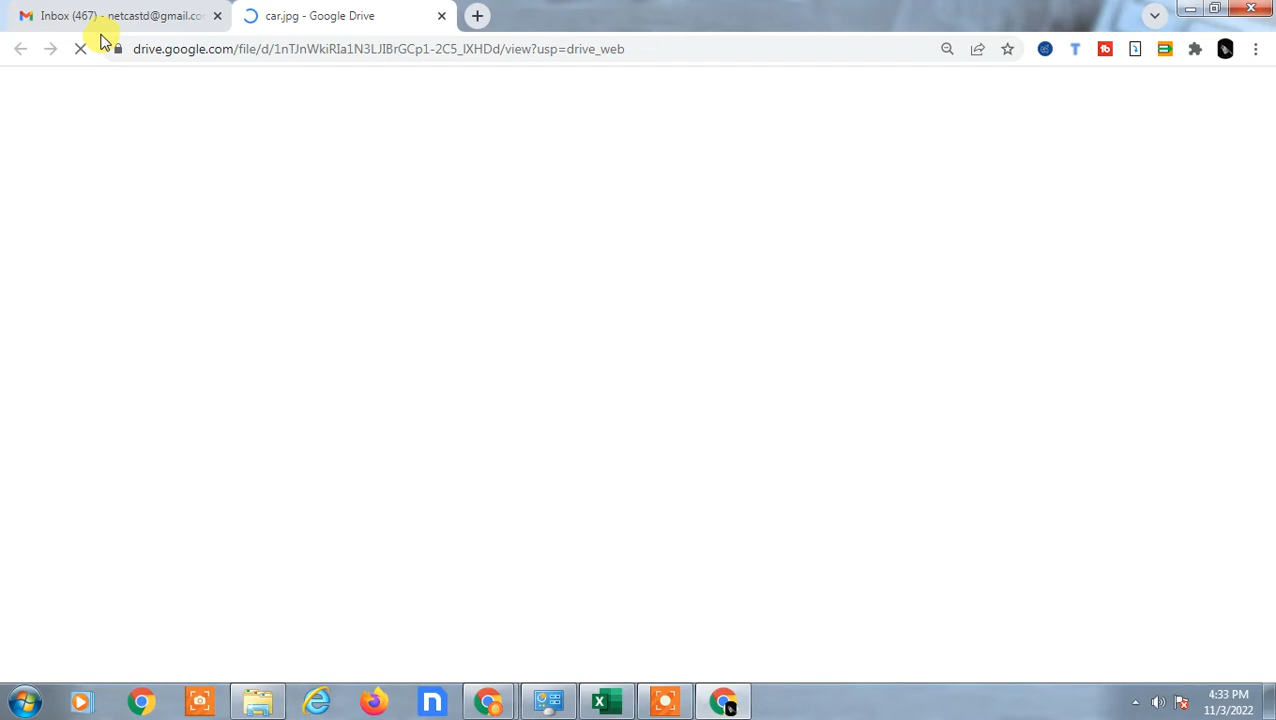 Inbox (467) - netcastd@gmail.co
car.jpg - Google Drive
drive.google.com/file/d/1nTJnWkiRIa1N3LJIBrGCp1-2C5_lXHDd/view?usp=drive_web
4:33 PM
11/3/2022